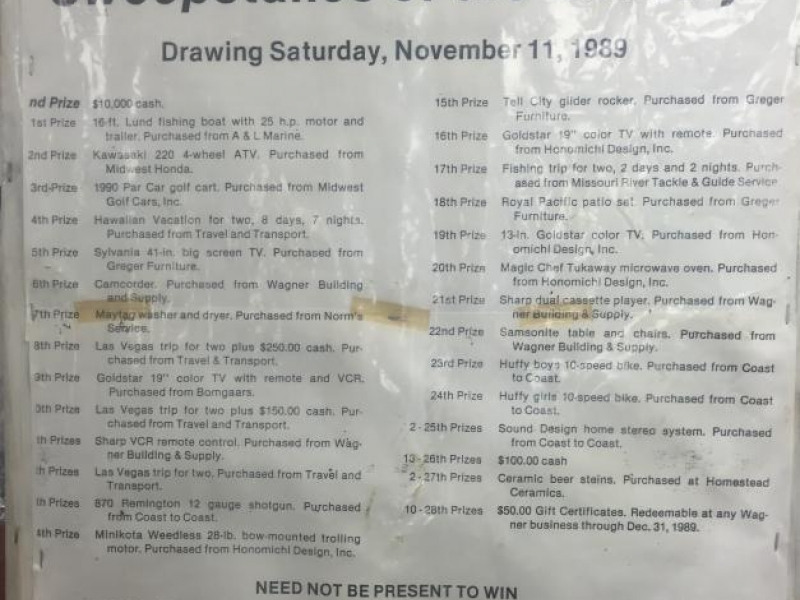 Drawing Saturday, November 11, 1989
nd Prize $10,000 cash.
1st Prize 16-ft. Lund fishing boat with 25 h.p. motor and
trailer. Purchased from A & L Marine.
2nd Prize Kawasaki 220 4-wheel ATV. Purchased from
Midwest Honda.
3rd-Prize 1990 Par Car golf cart. Purchased from Midwest
Golf Cars, Inc.
4th Prize Hawaiian Vacation for two, 8 days, 7 nights.
Purchased from Travel and Transport.
5th Prize Sylvania 41-in. big screen TV. Purchased from
Greger Furniture.
6th Prize Camcorder. Purchased from Wagner Building
and Supply.
7th Prize Maytag washer and dryer. Purchased from Norm's
Service.
8th Prize Las Vegas trip for two plus $250.00 cash. Pur-
chased from Travel & Transport.
9th Prize Goldstar 19" color TV with remote and VCR.
Purchased from Bomgaars.
0th Prize Las Vegas trip for two plus $150.00 cash. Pur-
chased from Travel and Transport.
th Prizes Sharp VCR remote control. Purchased from Wag-
ner Building & Supply.
th Prizes Las Vegas trip for two. Purchased from Travel and
Transport.
th Prizes 870 Remington 12 gauge shotgun. Purchased
from Coast to Coast.
4th Prize Minikota Weedless 28-lb. bow-mounted trolling
motor. Purchased from Honomichi Design, Inc.
15th Prize Tell City glider rocker. Purchased from Greger
Furniture.
16th Prize Goldstar 19" color TV with remote. Purchased
from Honomichi Design, Inc.
17th Prize Fishing trip for two, 2 days and 2 nights. Purch-
ased from Missouri River Tackle & Guide Service
18th Prize Royal Pacific patio set. Purchased from Greger
Furniture.
19th Prize 13-in. Goldstar color TV. Purchased from Hon-
omichi Design, Inc.
20th Prize Magic Chef Tukaway microwave oven. Purchased
from Honomichi Design, Inc.
21st Prize Sharp dual cassette player. Purchased from Wag-
ner Building & Supply.
22nd Prize Samsonite table and chairs. Purchased from
Wagner Building & Supply.
23rd Prize Huffy boys 10-speed bike. Purchased from Coast
to Coast.
24th Prize Huffy girls 10-speed bike. Purchased from Coast
to Coast.
2-25th Prizes Sound Design home stereo system. Purchased
from Coast to Coast.
13-26th Prizes $100.00 cash
2-27th Prizes Ceramic beer steins. Purchased at Homestead
Ceramics.
10-28th Prizes $50.00 Gift Certificates. Redeemable at any Wag-
ner business through Dec. 31, 1989.
NEED NOT BE PRESENT TO WIN